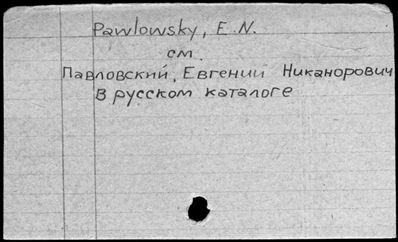 Pawlowsky, E.N.
см.
Павловский, Евгений Никанорович
в русском каталоге